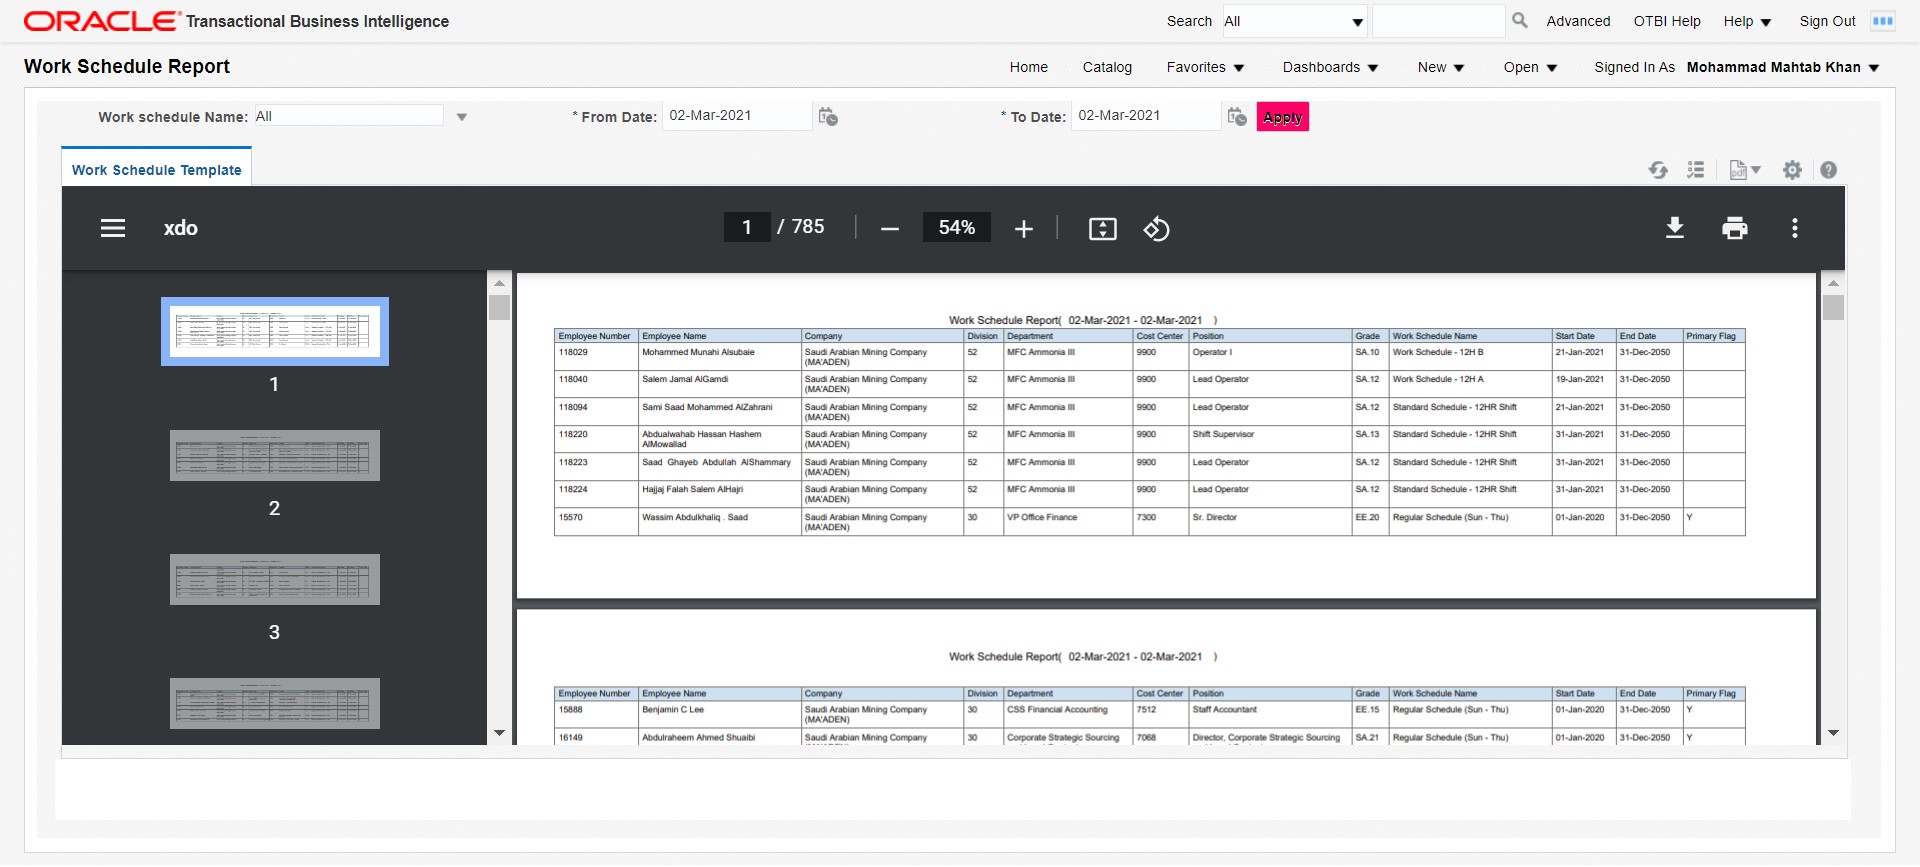 ORACLE Transactional Business Intelligence Search All Advanced OTBI Help Help Sign Out
Work Schedule Report Home Catalog Favorites Dashboards New Open Signed In As Mohammad Mahtab Khan
Work schedule Name: All * From Date: 02-Mar-2021 * To Date: 02-Mar-2021 Apply
Work Schedule Template
xdo 1 / 785 54%
1
2
3
Work Schedule Report( 02-Mar-2021 - 02-Mar-2021 )
Employee Number Employee Name Company Division Department Cost Center Position Grade Work Schedule Name Start Date End Date Primary Flag
118029 Mohammed Munahi Alsubaie Saudi Arabian Mining Company 52 MFC Ammonia III 9900 Operator I SA.10 Work Schedule - 12H B 21-Jan-2021 31-Dec-2050
(MA'ADEN)
118040 Salem Jamal AlGamdi Saudi Arabian Mining Company 52 MFC Ammonia III 9900 Lead Operator SA.12 Work Schedule - 12H A 19-Jan-2021 31-Dec-2050
(MA'ADEN)
118094 Sami Saad Mohammed AlZahrani Saudi Arabian Mining Company 52 MFC Ammonia III 9900 Lead Operator SA.12 Standard Schedule - 12HR Shift 21-Jan-2021 31-Dec-2050
(MA'ADEN)
118220 Abdualwahab Hassan Hashem Saudi Arabian Mining Company 52 MFC Ammonia III 9900 Shift Supervisor SA.13 Standard Schedule - 12HR Shift 31-Jan-2021 31-Dec-2050
AlMowallad (MA'ADEN)
118223 Saad Ghayeb Abdullah AlShammary Saudi Arabian Mining Company 52 MFC Ammonia III 9900 Lead Operator SA.12 Standard Schedule - 12HR Shift 31-Jan-2021 31-Dec-2050
(MA'ADEN)
118224 Hajjaj Falah Salem AlHajri Saudi Arabian Mining Company 52 MFC Ammonia III 9900 Lead Operator SA.12 Standard Schedule - 12HR Shift 31-Jan-2021 31-Dec-2050
(MA'ADEN)
15570 Wassim Abdulkhaliq . Saad Saudi Arabian Mining Company 30 VP Office Finance 7300 Sr. Director EE.20 Regular Schedule (Sun - Thu) 01-Jan-2020 31-Dec-2050 Y
(MA'ADEN)
Work Schedule Report( 02-Mar-2021 - 02-Mar-2021 )
Employee Number Employee Name Company Division Department Cost Center Position Grade Work Schedule Name Start Date End Date Primary Flag
15888 Benjamin C Lee Saudi Arabian Mining Company 30 CSS Financial Accounting 7512 Staff Accountant EE.15 Regular Schedule (Sun - Thu) 01-Jan-2020 31-Dec-2050 Y
(MA'ADEN)
16149 Abdulraheem Ahmed Shuaibi Saudi Arabian Mining Company 30 Corporate Strategic Sourcing 7068 Director, Corporate Strategic Sourcing SA.21 Regular Schedule (Sun - Thu) 01-Jan-2020 31-Dec-2050 Y